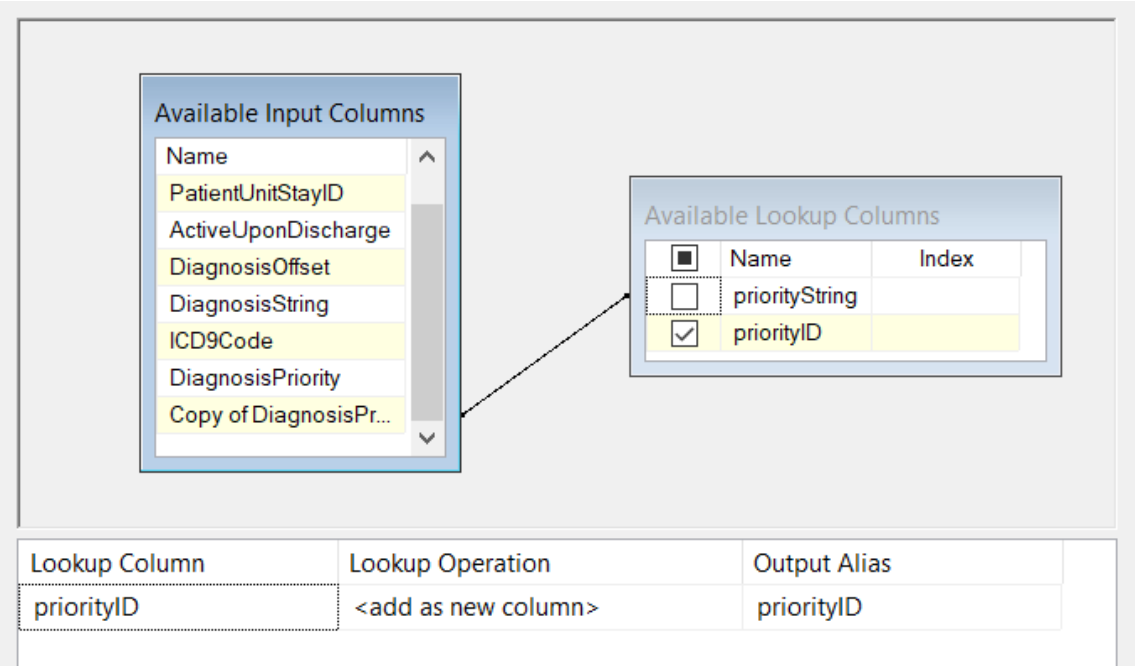 Available Input Columns
Name
PatientUnitStayID
ActiveUponDischarge
DiagnosisOffset
DiagnosisString
ICD9Code
DiagnosisPriority
Copy of DiagnosisPr...
Available Lookup Columns
Name Index
priorityString
priorityID
Lookup Column Lookup Operation Output Alias
priorityID <add as new column> priorityID